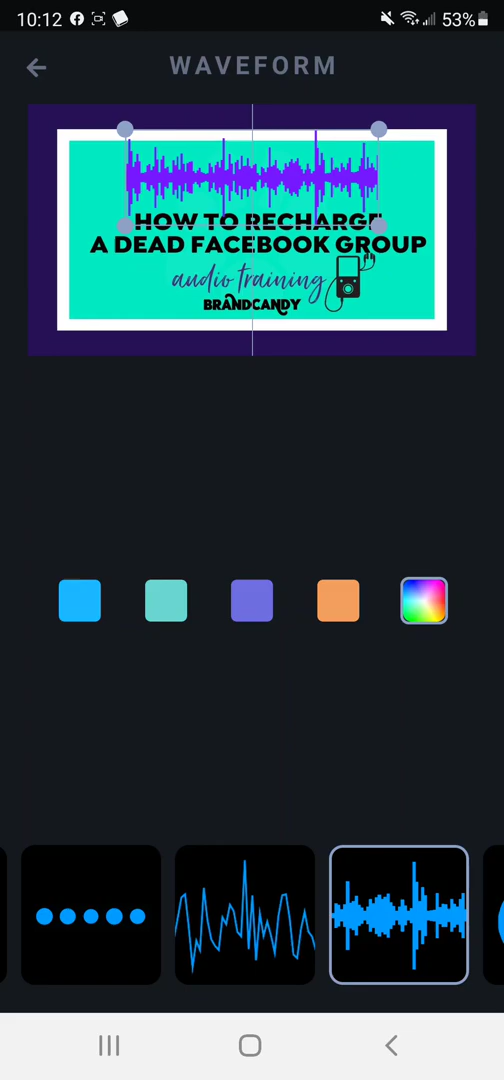 10:12
53%
WAVEFORM
HOW TO RECHARGE
A DEAD FACEBOOK GROUP
audio training
BRANDCANDY